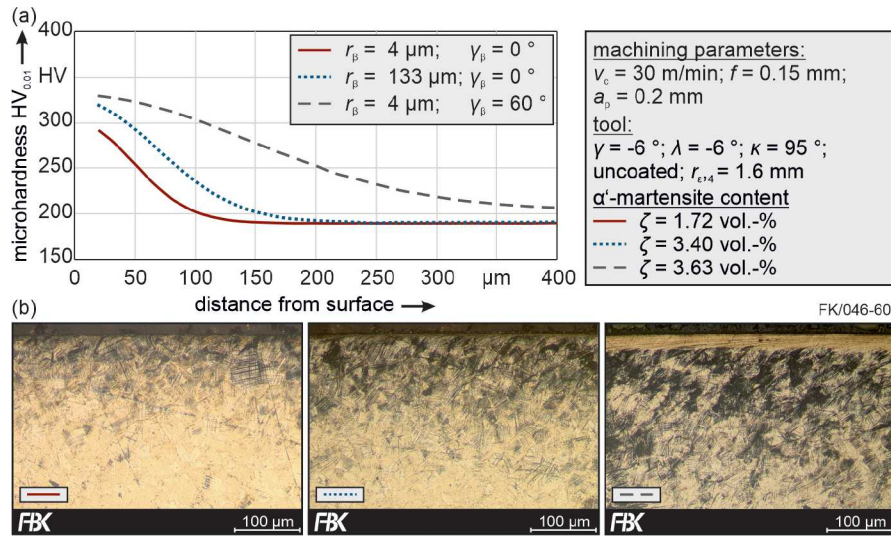 (a)
400
350
HV
300
250
200
150
microhardness HV0.01
0 50 100 150 200 250 300 µm 400
distance from surface
rβ = 4 µm; γβ = 0 °
rβ = 133 µm; γβ = 0 °
rβ = 4 µm; γβ = 60 °
machining parameters:
vc = 30 m/min; f = 0.15 mm;
ap = 0.2 mm
tool:
γ = -6 °; λ = -6 °; κ = 95 °;
uncoated; rε,4 = 1.6 mm
α‘-martensite content
ζ = 1.72 vol.-%
ζ = 3.40 vol.-%
ζ = 3.63 vol.-%
(b)
FK/046-60
FBK 100 µm
FBK 100 µm
FBK 100 µm